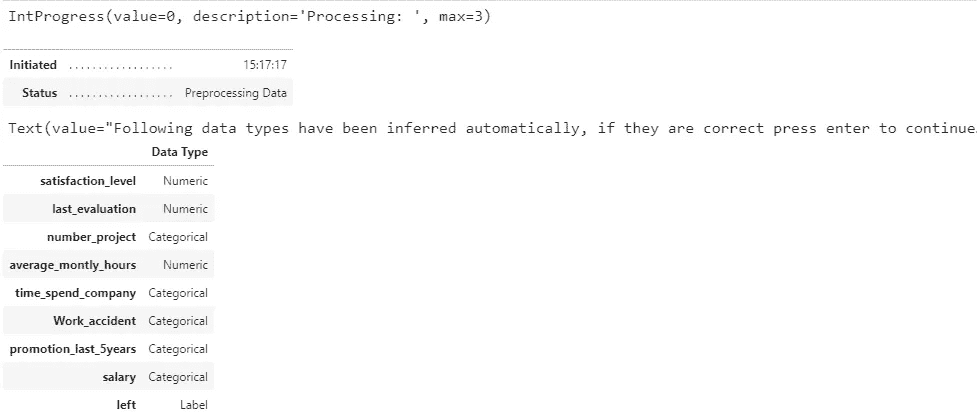 IntProgress(value=0, description='Processing: ', max=3)
Initiated .................. 15:17:17
Status .................. Preprocessing Data
Text(value="Following data types have been inferred automatically, if they are correct press enter to continue.
Data Type
satisfaction_level Numeric
last_evaluation Numeric
number_project Categorical
average_montly_hours Numeric
time_spend_company Categorical
Work_accident Categorical
promotion_last_5years Categorical
salary Categorical
left Label